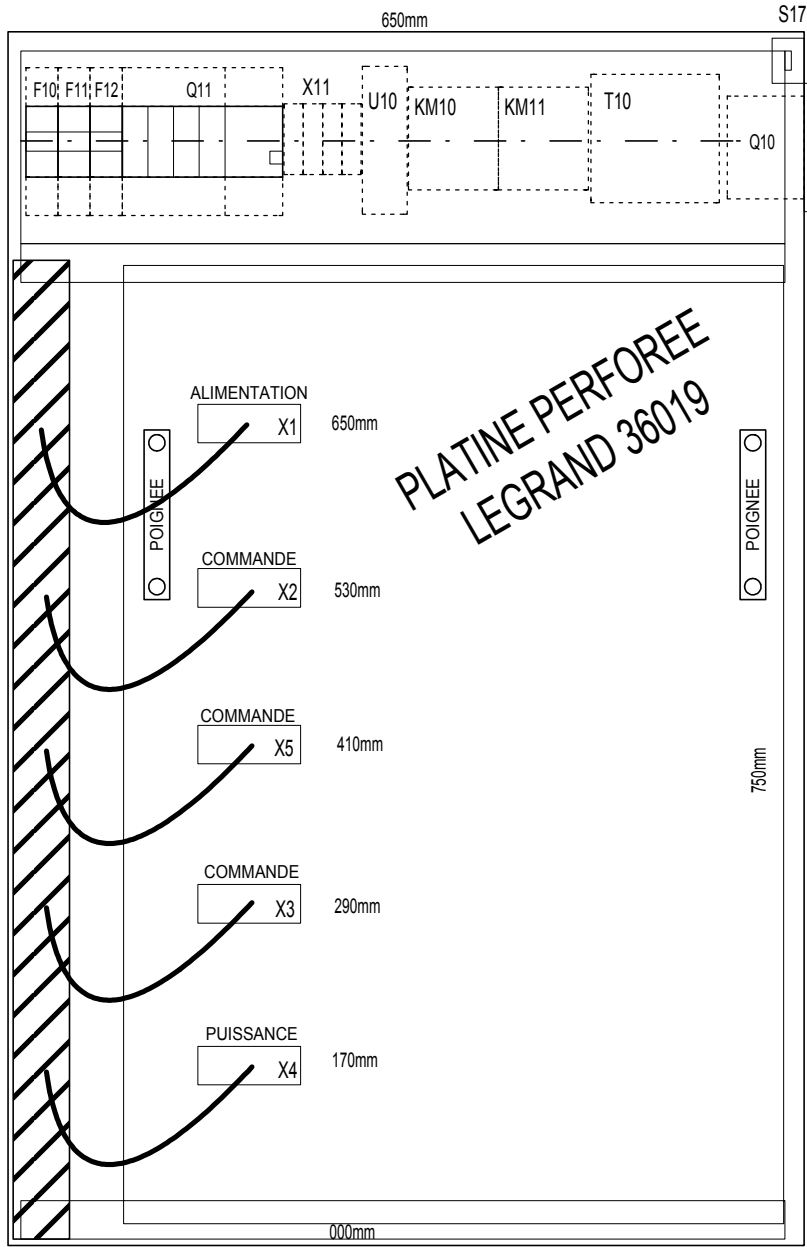 650mm
S17
F10 F11 F12 Q11 X11 U10 KM10 KM11 T10 Q10
PLATINE PERFOREE
LEGRAND 36019
ALIMENTATION
X1 650mm
POIGNEE
POIGNEE
COMMANDE
X2 530mm
COMMANDE
X5 410mm
750mm
COMMANDE
X3 290mm
PUISSANCE
X4 170mm
000mm